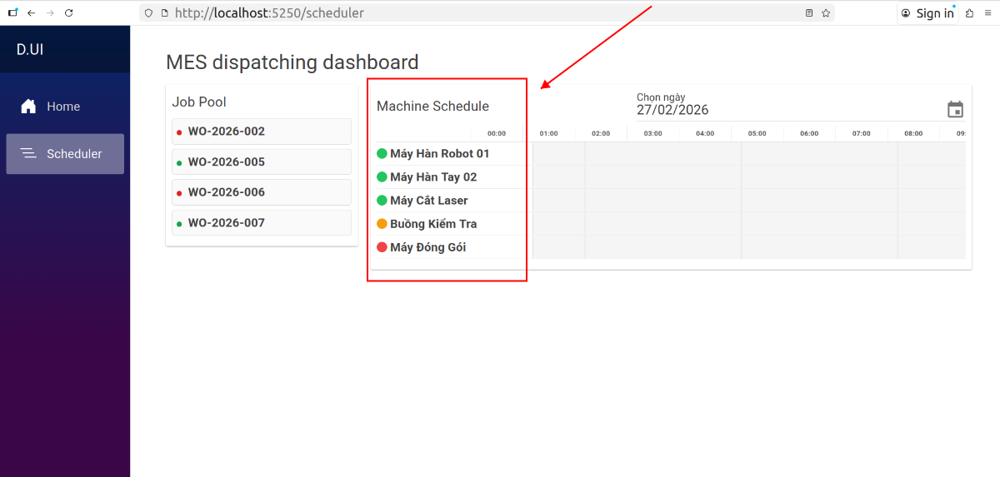 http://localhost:5250/scheduler
Sign in
D.UI
Home
Scheduler
MES dispatching dashboard
Job Pool
WO-2026-002
WO-2026-005
WO-2026-006
WO-2026-007
Machine Schedule
Chọn ngày
27/02/2026
00:00 01:00 02:00 03:00 04:00 05:00 06:00 07:00 08:00 09:
Máy Hàn Robot 01
Máy Hàn Tay 02
Máy Cắt Laser
Buồng Kiểm Tra
Máy Đóng Gói